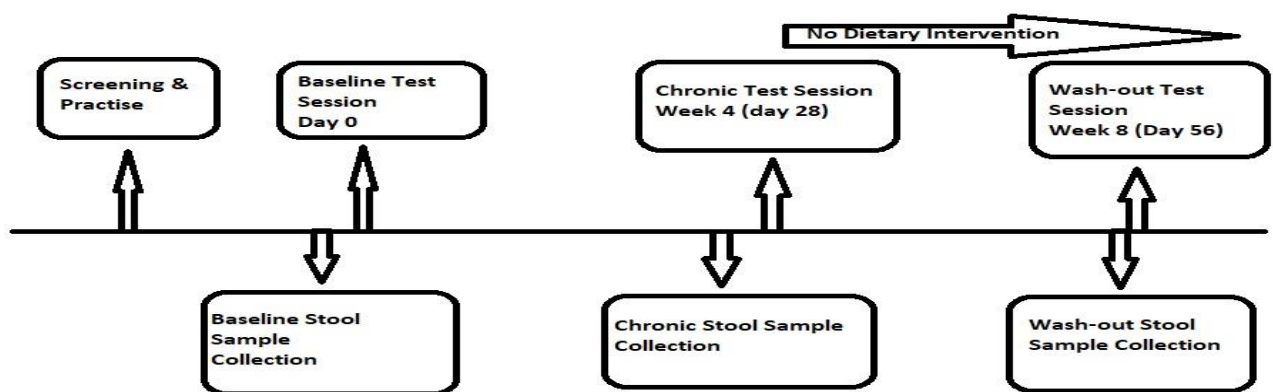 No Dietary Intervention
Screening &
Practise
Baseline Test
Session
Day 0
Chronic Test Session
Week 4 (day 28)
Wash-out Test
Session
Week 8 (Day 56)
Baseline Stool
Sample
Collection
Chronic Stool Sample
Collection
Wash-out Stool
Sample Collection